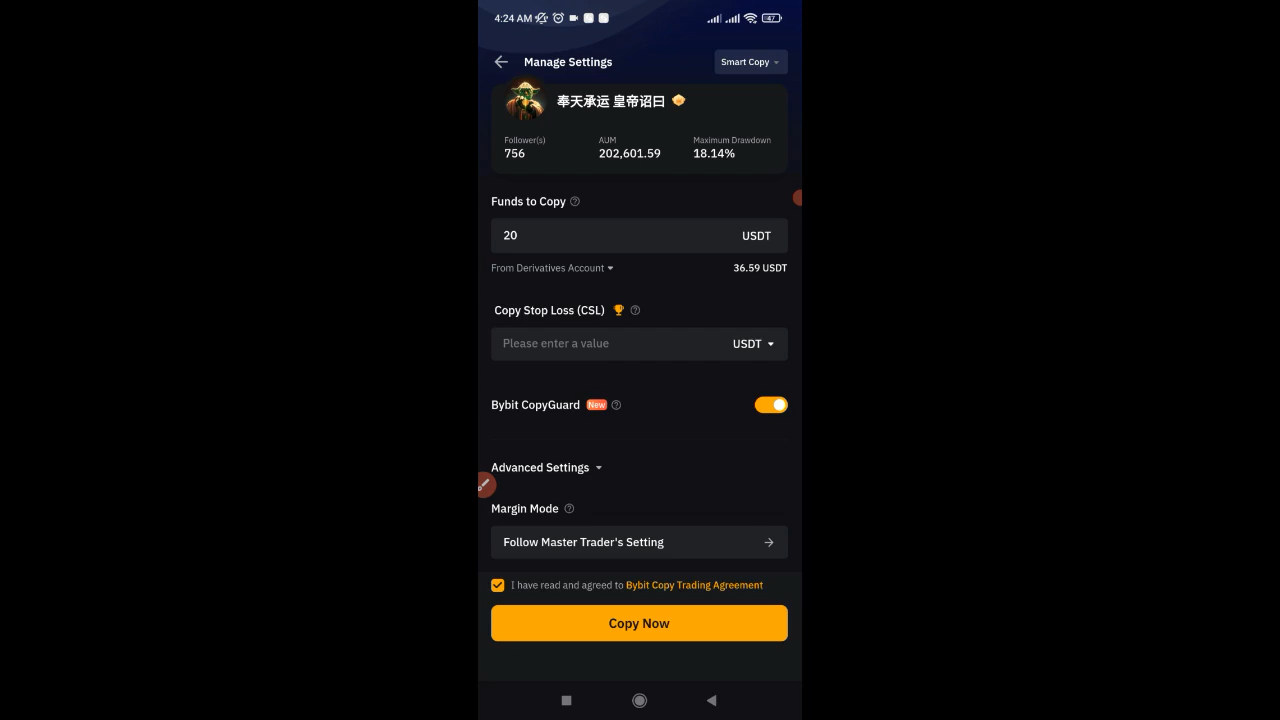 4:24 AM
47
Manage Settings
Smart Copy
奉天承运 皇帝诏曰
Follower(s)
AUM
Maximum Drawdown
756
202,601.59
18.14%
Funds to Copy
20
USDT
From Derivatives Account
36.59 USDT
Copy Stop Loss (CSL)
Please enter a value
USDT
Bybit CopyGuard
New
Advanced Settings
Margin Mode
Follow Master Trader's Setting
I have read and agreed to Bybit Copy Trading Agreement
Copy Now